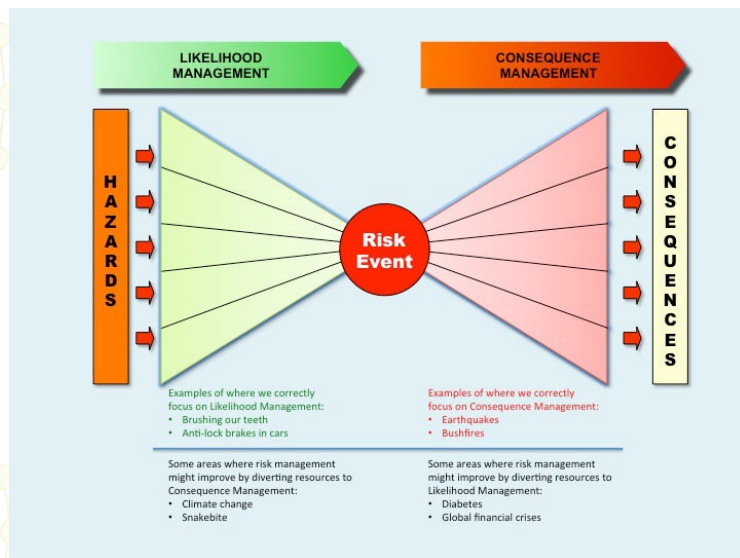 LIKELIHOOD
MANAGEMENT
CONSEQUENCE
MANAGEMENT
HAZARDS
Risk
Event
CONSEQUENCES
Examples of where we correctly
focus on Likelihood Management:
• Brushing our teeth
• Anti-lock brakes in cars
Examples of where we correctly
focus on Consequence Management:
• Earthquakes
• Bushfires
Some areas where risk management
might improve by diverting resources to
Consequence Management:
• Climate change
• Snakebite
Some areas where risk management
might improve by diverting resources to
Likelihood Management:
• Diabetes
• Global financial crises